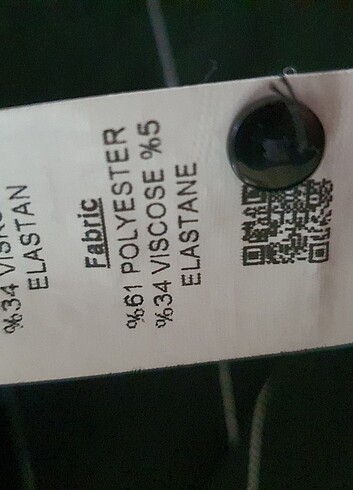 %34
ELASTAN
Fabric
%61 POLYESTER
%34 VISCOSE %5
ELASTANE